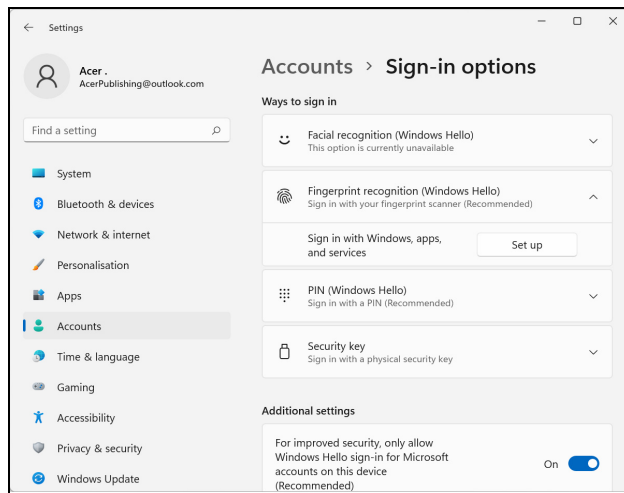 Settings
Acer .
AcerPublishing@outlook.com
Find a setting
System
Bluetooth & devices
Network & internet
Personalisation
Apps
Accounts
Time & language
Gaming
Accessibility
Privacy & security
Windows Update
Accounts > Sign-in options
Ways to sign in
Facial recognition (Windows Hello)
This option is currently unavailable
Fingerprint recognition (Windows Hello)
Sign in with your fingerprint scanner (Recommended)
Sign in with Windows, apps,
and services
Set up
PIN (Windows Hello)
Sign in with a PIN (Recommended)
Security key
Sign in with a physical security key
Additional settings
For improved security, only allow
Windows Hello sign-in for Microsoft
accounts on this device
(Recommended)
On